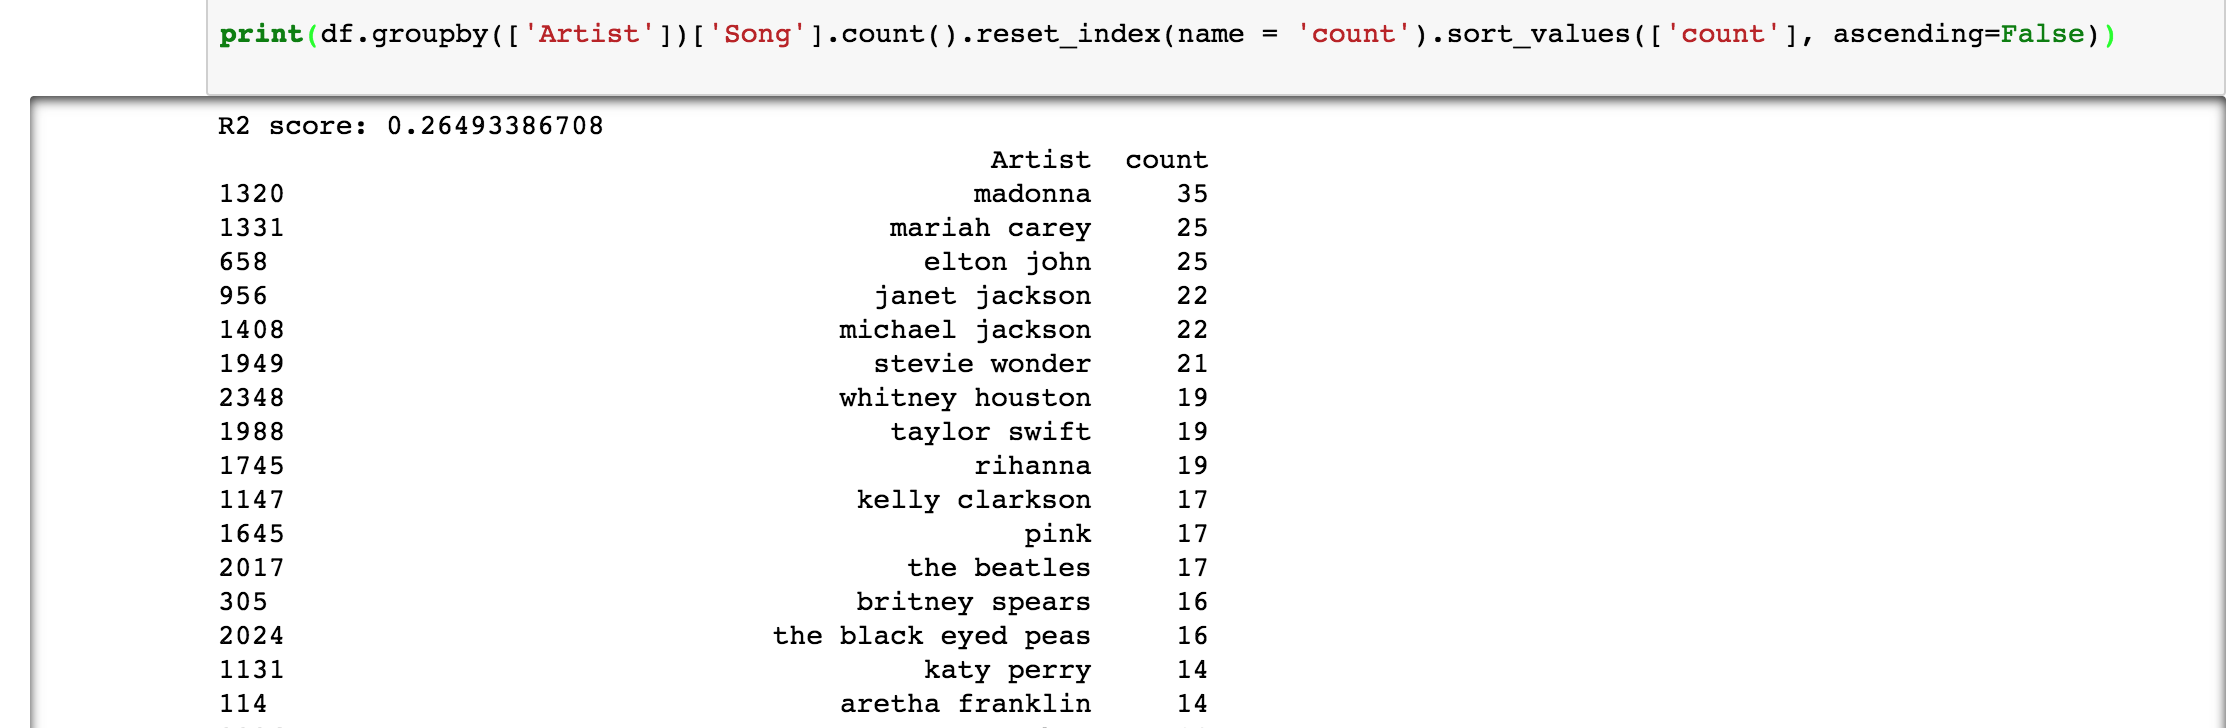 print(df.groupby(['Artist'])['Song'].count().reset_index(name = 'count').sort_values(['count'], ascending=False))
R2 score: 0.26493386708
Artist count
1320 madonna 35
1331 mariah carey 25
658 elton john 25
956 janet jackson 22
1408 michael jackson 22
1949 stevie wonder 21
2348 whitney houston 19
1988 taylor swift 19
1745 rihanna 19
1147 kelly clarkson 17
1645 pink 17
2017 the beatles 17
305 britney spears 16
2024 the black eyed peas 16
1131 katy perry 14
114 aretha franklin 14